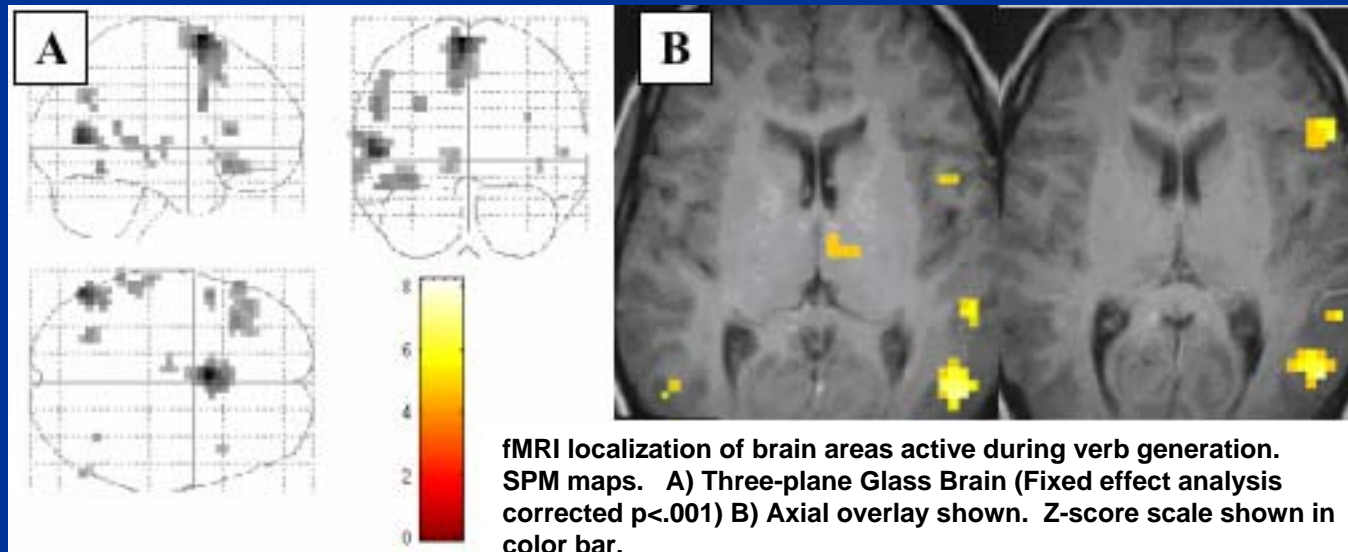 A
B
8
6
4
2
0
fMRI localization of brain areas active during verb generation.
SPM maps. A) Three-plane Glass Brain (Fixed effect analysis
corrected p<.001) B) Axial overlay shown. Z-score scale shown in
color bar.